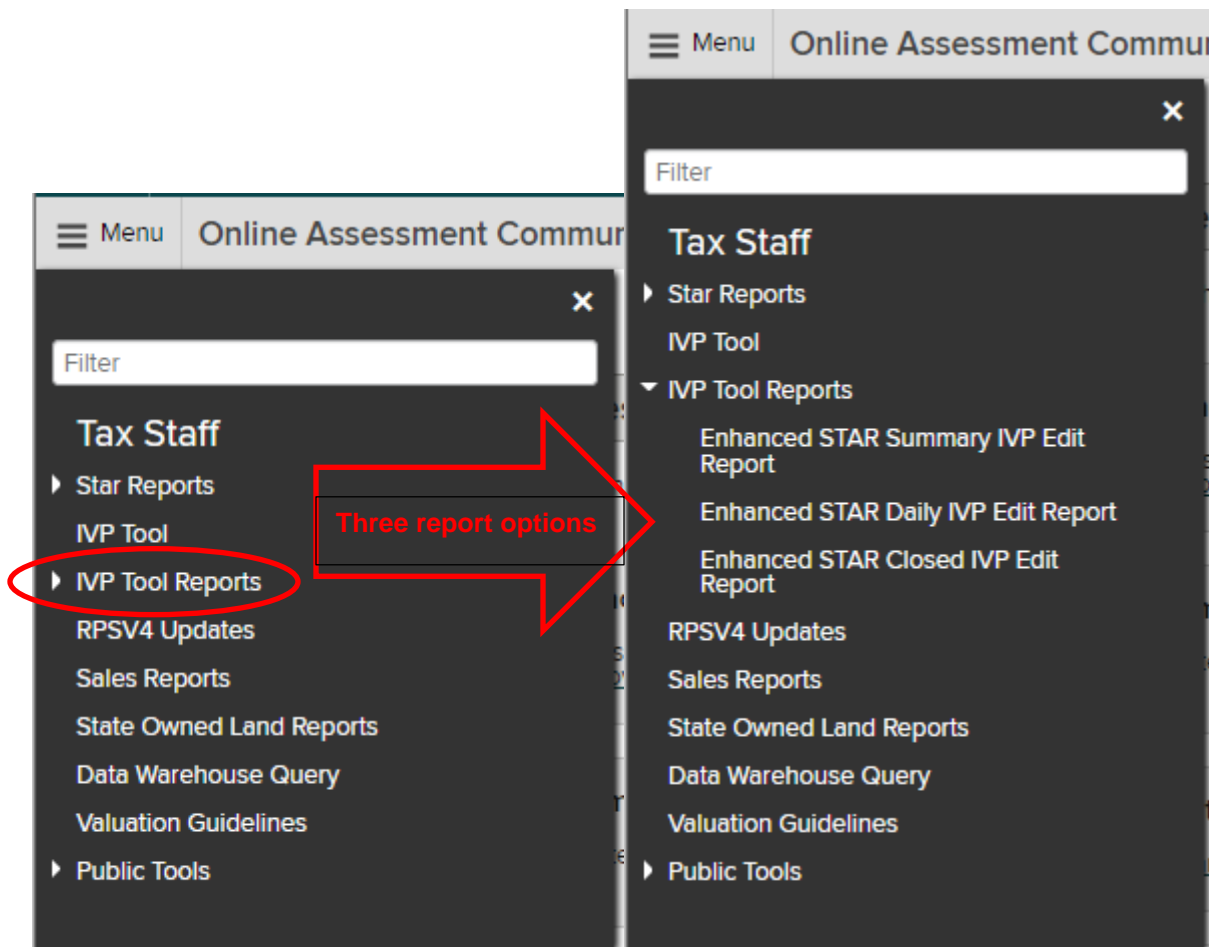 Menu
Online Assessment Commun
Filter
Tax Staff
Star Reports
IVP Tool
IVP Tool Reports
RPSV4 Updates
Sales Reports
State Owned Land Reports
Data Warehouse Query
Valuation Guidelines
Public Tools
Three report options
Menu
Online Assessment Commun
Filter
Tax Staff
Star Reports
IVP Tool
IVP Tool Reports
Enhanced STAR Summary IVP Edit
Report
Enhanced STAR Daily IVP Edit Report
Enhanced STAR Closed IVP Edit
Report
RPSV4 Updates
Sales Reports
State Owned Land Reports
Data Warehouse Query
Valuation Guidelines
Public Tools